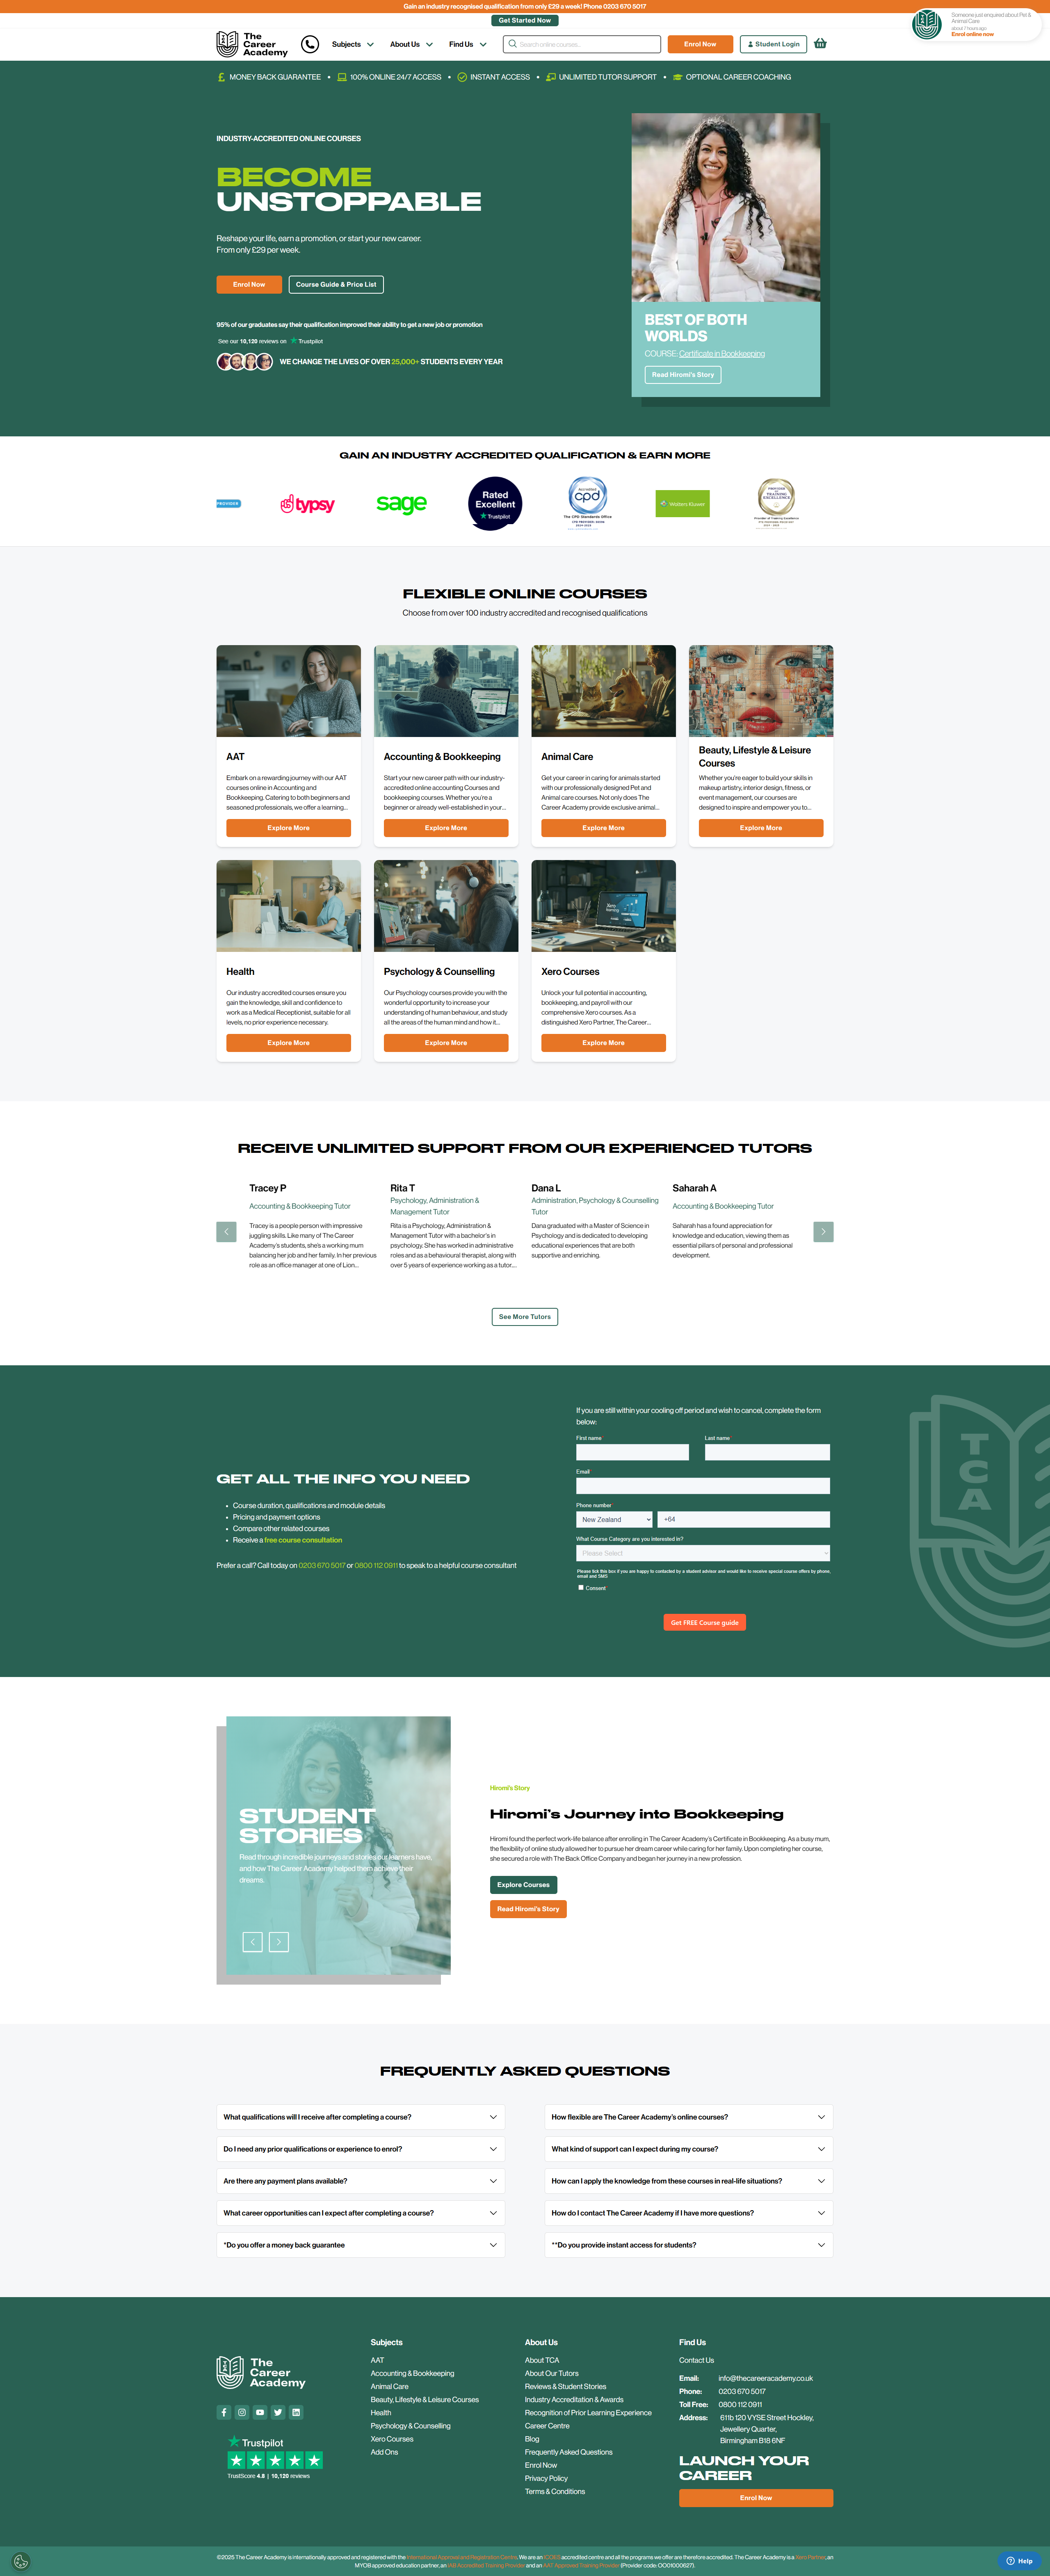 Gain an industry recognised qualification from only £29 a week! Phone 0203 670 5017
Get Started Now
Someone just enquired about Pet &
Animal Care
about 7 hours ago
Enrol online now
The
Career
Academy
Subjects
About Us
Find Us
Search online courses...
Enrol Now
Student Login
MONEY BACK GUARANTEE • 100% ONLINE 24/7 ACCESS • INSTANT ACCESS • UNLIMITED TUTOR SUPPORT • OPTIONAL CAREER COACHING
INDUSTRY-ACCREDITED ONLINE COURSES
BECOME
UNSTOPPABLE
Reshape your life, earn a promotion, or start your new career.
From only £29 per week.
Enrol Now
Course Guide & Price List
95% of our graduates say their qualification improved their ability to get a new job or promotion
See our 10,120 reviews on Trustpilot
WE CHANGE THE LIVES OF OVER 25,000+ STUDENTS EVERY YEAR
BEST OF BOTH
WORLDS
COURSE: Certificate in Bookkeeping
Read Hiromi's Story
GAIN AN INDUSTRY ACCREDITED QUALIFICATION & EARN MORE
PROVIDER
typsy
sage
Rated
Excellent
Trustpilot
Accredited
cpd
The CPD Standards Office
Wolters Kluwer
PROVIDER
of TRAINING
EXCELLENCE
Provider of Training Excellence
FLEXIBLE ONLINE COURSES
Choose from over 100 industry accredited and recognised qualifications
AAT
Embark on a rewarding journey with our AAT
courses online in Accounting and
Bookkeeping. Catering to both beginners and
seasoned professionals, we offer a learning...
Explore More
Accounting & Bookkeeping
Start your new career path with our industry-
accredited online accounting Courses and
bookkeeping courses. Whether you're a
beginner or already well-established in your...
Explore More
Animal Care
Get your career in caring for animals started
with our professionally designed Pet and
Animal care courses. Not only does The
Career Academy provide exclusive animal...
Explore More
Beauty, Lifestyle & Leisure
Courses
Whether you're eager to build your skills in
makeup artistry, interior design, fitness, or
event management, our courses are
designed to inspire and empower you to...
Explore More
Health
Our industry accredited courses ensure you
gain the knowledge, skill and confidence to
work as a Medical Receptionist, suitable for all
levels, no prior experience necessary.
Explore More
Psychology & Counselling
Our Psychology courses provide you with the
wonderful opportunity to increase your
understanding of human behaviour, and study
all the areas of the human mind and how it...
Explore More
Xero Courses
Unlock your full potential in accounting,
bookkeeping, and payroll with our
comprehensive Xero courses. As a
distinguished Xero Partner, The Career...
Explore More
RECEIVE UNLIMITED SUPPORT FROM OUR EXPERIENCED TUTORS
Tracey P
Accounting & Bookkeeping Tutor
Tracey is a people person with impressive
juggling skills. Like many of The Career
Academy's students, she's a working mum
balancing her job and her family. In her previous
role as an office manager at one of Lion...
Rita T
Psychology, Administration &
Management Tutor
Rita is a Psychology, Administration &
Management Tutor with a bachelor's in
psychology. She has worked in administrative
roles and as a behavioural therapist, along with
over 5 years of experience working as a tutor....
Dana L
Administration, Psychology & Counselling
Tutor
Dana graduated with a Master of Science in
Psychology and is dedicated to developing
educational experiences that are both
supportive and enriching.
Saharah A
Accounting & Bookkeeping Tutor
Saharah has a found appreciation for
knowledge and education, viewing them as
essential pillars of personal and professional
development.
See More Tutors
GET ALL THE INFO YOU NEED
• Course duration, qualifications and module details
• Pricing and payment options
• Compare other related courses
• Receive a free course consultation
Prefer a call? Call today on 0203 670 5017 or 0800 112 0911 to speak to a helpful course consultant
If you are still within your cooling off period and wish to cancel, complete the form
below:
First name
Last name
Email
Phone number
New Zealand
+64
What Course Category are you interested in?
Please Select
Please tick this box if you are happy to contacted by a student advisor and would like to receive special course offers by phone,
email and SMS
Consent
Get FREE Course guide
TCA
STUDENT
STORIES
Read through incredible journeys and stories our learners have,
and how The Career Academy helped them achieve their
dreams.
Hiromi's Story
Hiromi's Journey into Bookkeeping
Hiromi found the perfect work-life balance after enrolling in The Career Academy's Certificate in Bookkeeping. As a busy mum,
the flexibility of online study allowed her to pursue her dream career while caring for her family. Upon completing her course,
she secured a role with The Back Office Company and began her journey in a new profession.
Explore Courses
Read Hiromi's Story
FREQUENTLY ASKED QUESTIONS
What qualifications will I receive after completing a course?
How flexible are The Career Academy's online courses?
Do I need any prior qualifications or experience to enrol?
What kind of support can I expect during my course?
Are there any payment plans available?
How can I apply the knowledge from these courses in real-life situations?
What career opportunities can I expect after completing a course?
How do I contact The Career Academy if I have more questions?
*Do you offer a money back guarantee
**Do you provide instant access for students?
The
Career
Academy
Trustpilot
TrustScore 4.8 | 10,120 reviews
Subjects
AAT
Accounting & Bookkeeping
Animal Care
Beauty, Lifestyle & Leisure Courses
Health
Psychology & Counselling
Xero Courses
Add Ons
About Us
About TCA
About Our Tutors
Reviews & Student Stories
Industry Accreditation & Awards
Recognition of Prior Learning Experience
Career Centre
Blog
Frequently Asked Questions
Enrol Now
Privacy Policy
Terms & Conditions
Find Us
Contact Us
Email: info@thecareeracademy.co.uk
Phone: 0203 670 5017
Toll Free: 0800 112 0911
Address: 611b 120 VYSE Street Hockley,
Jewellery Quarter,
Birmingham B18 6NF
LAUNCH YOUR
CAREER
Enrol Now
©2025 The Career Academy is internationally approved and registered with the International Approval and Registration Centre. We are an ICOES accredited centre and all the programs we offer are therefore accredited. The Career Academy is a Xero Partner, an
MYOB approved education partner, an IAB Accredited Training Provider and an AAT Approved Training Provider (Provider code: OO01000627).
Help